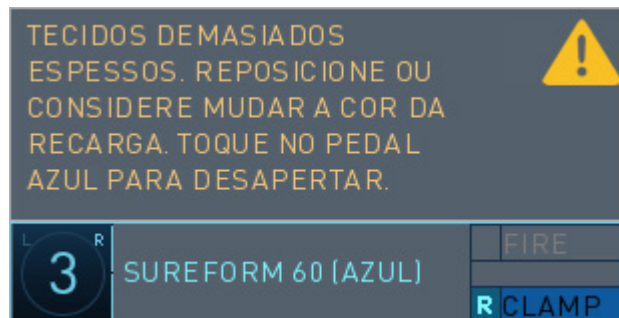 TECIDOS DEMASIADOS
ESPESSOS. REPOSICIONE OU
CONSIDERE MUDAR A COR DA
RECARGA. TOQUE NO PEDAL
AZUL PARA DESAPERTAR.
L R
3
SUREFORM 60 (AZUL)
FIRE
R CLAMP